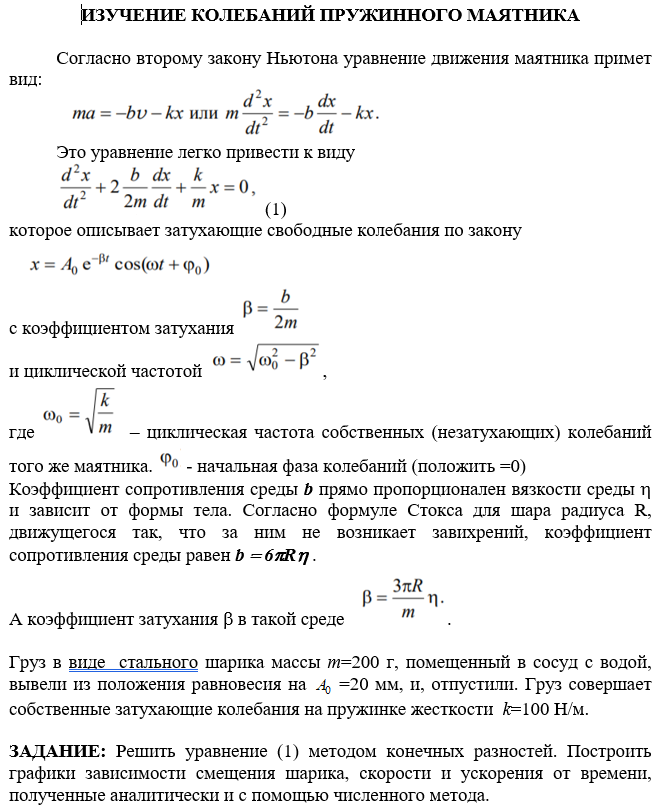 ИЗУЧЕНИЕ КОЛЕБАНИЙ ПРУЖИННОГО МАЯТНИКА
Согласно второму закону Ньютона уравнение движения маятника примет
вид:
ma = −bυ − kx или m d²x/dt² = −b dx/dt − kx.
Это уравнение легко привести к виду
d²x/dt² + 2 b/2m dx/dt + k/m x = 0,
(1)
которое описывает затухающие свободные колебания по закону
x = A₀ e^(−βt) cos(ωt + φ₀)
с коэффициентом затухания β = b/2m
и циклической частотой ω = √(ω₀² − β²) ,
где ω₀ = √(k/m) – циклическая частота собственных (незатухающих) колебаний
того же маятника. φ₀ - начальная фаза колебаний (положить =0)
Коэффициент сопротивления среды b прямо пропорционален вязкости среды η
и зависит от формы тела. Согласно формуле Стокса для шара радиуса R,
движущегося так, что за ним не возникает завихрений, коэффициент
сопротивления среды равен b = 6πRη .
А коэффициент затухания β в такой среде β = 3πR/m η. .
Груз в виде стального шарика массы m=200 г, помещенный в сосуд с водой,
вывели из положения равновесия на A₀ =20 мм, и, отпустили. Груз совершает
собственные затухающие колебания на пружинке жесткости k=100 Н/м.
ЗАДАНИЕ: Решить уравнение (1) методом конечных разностей. Построить
графики зависимости смещения шарика, скорости и ускорения от времени,
полученные аналитически и с помощью численного метода.